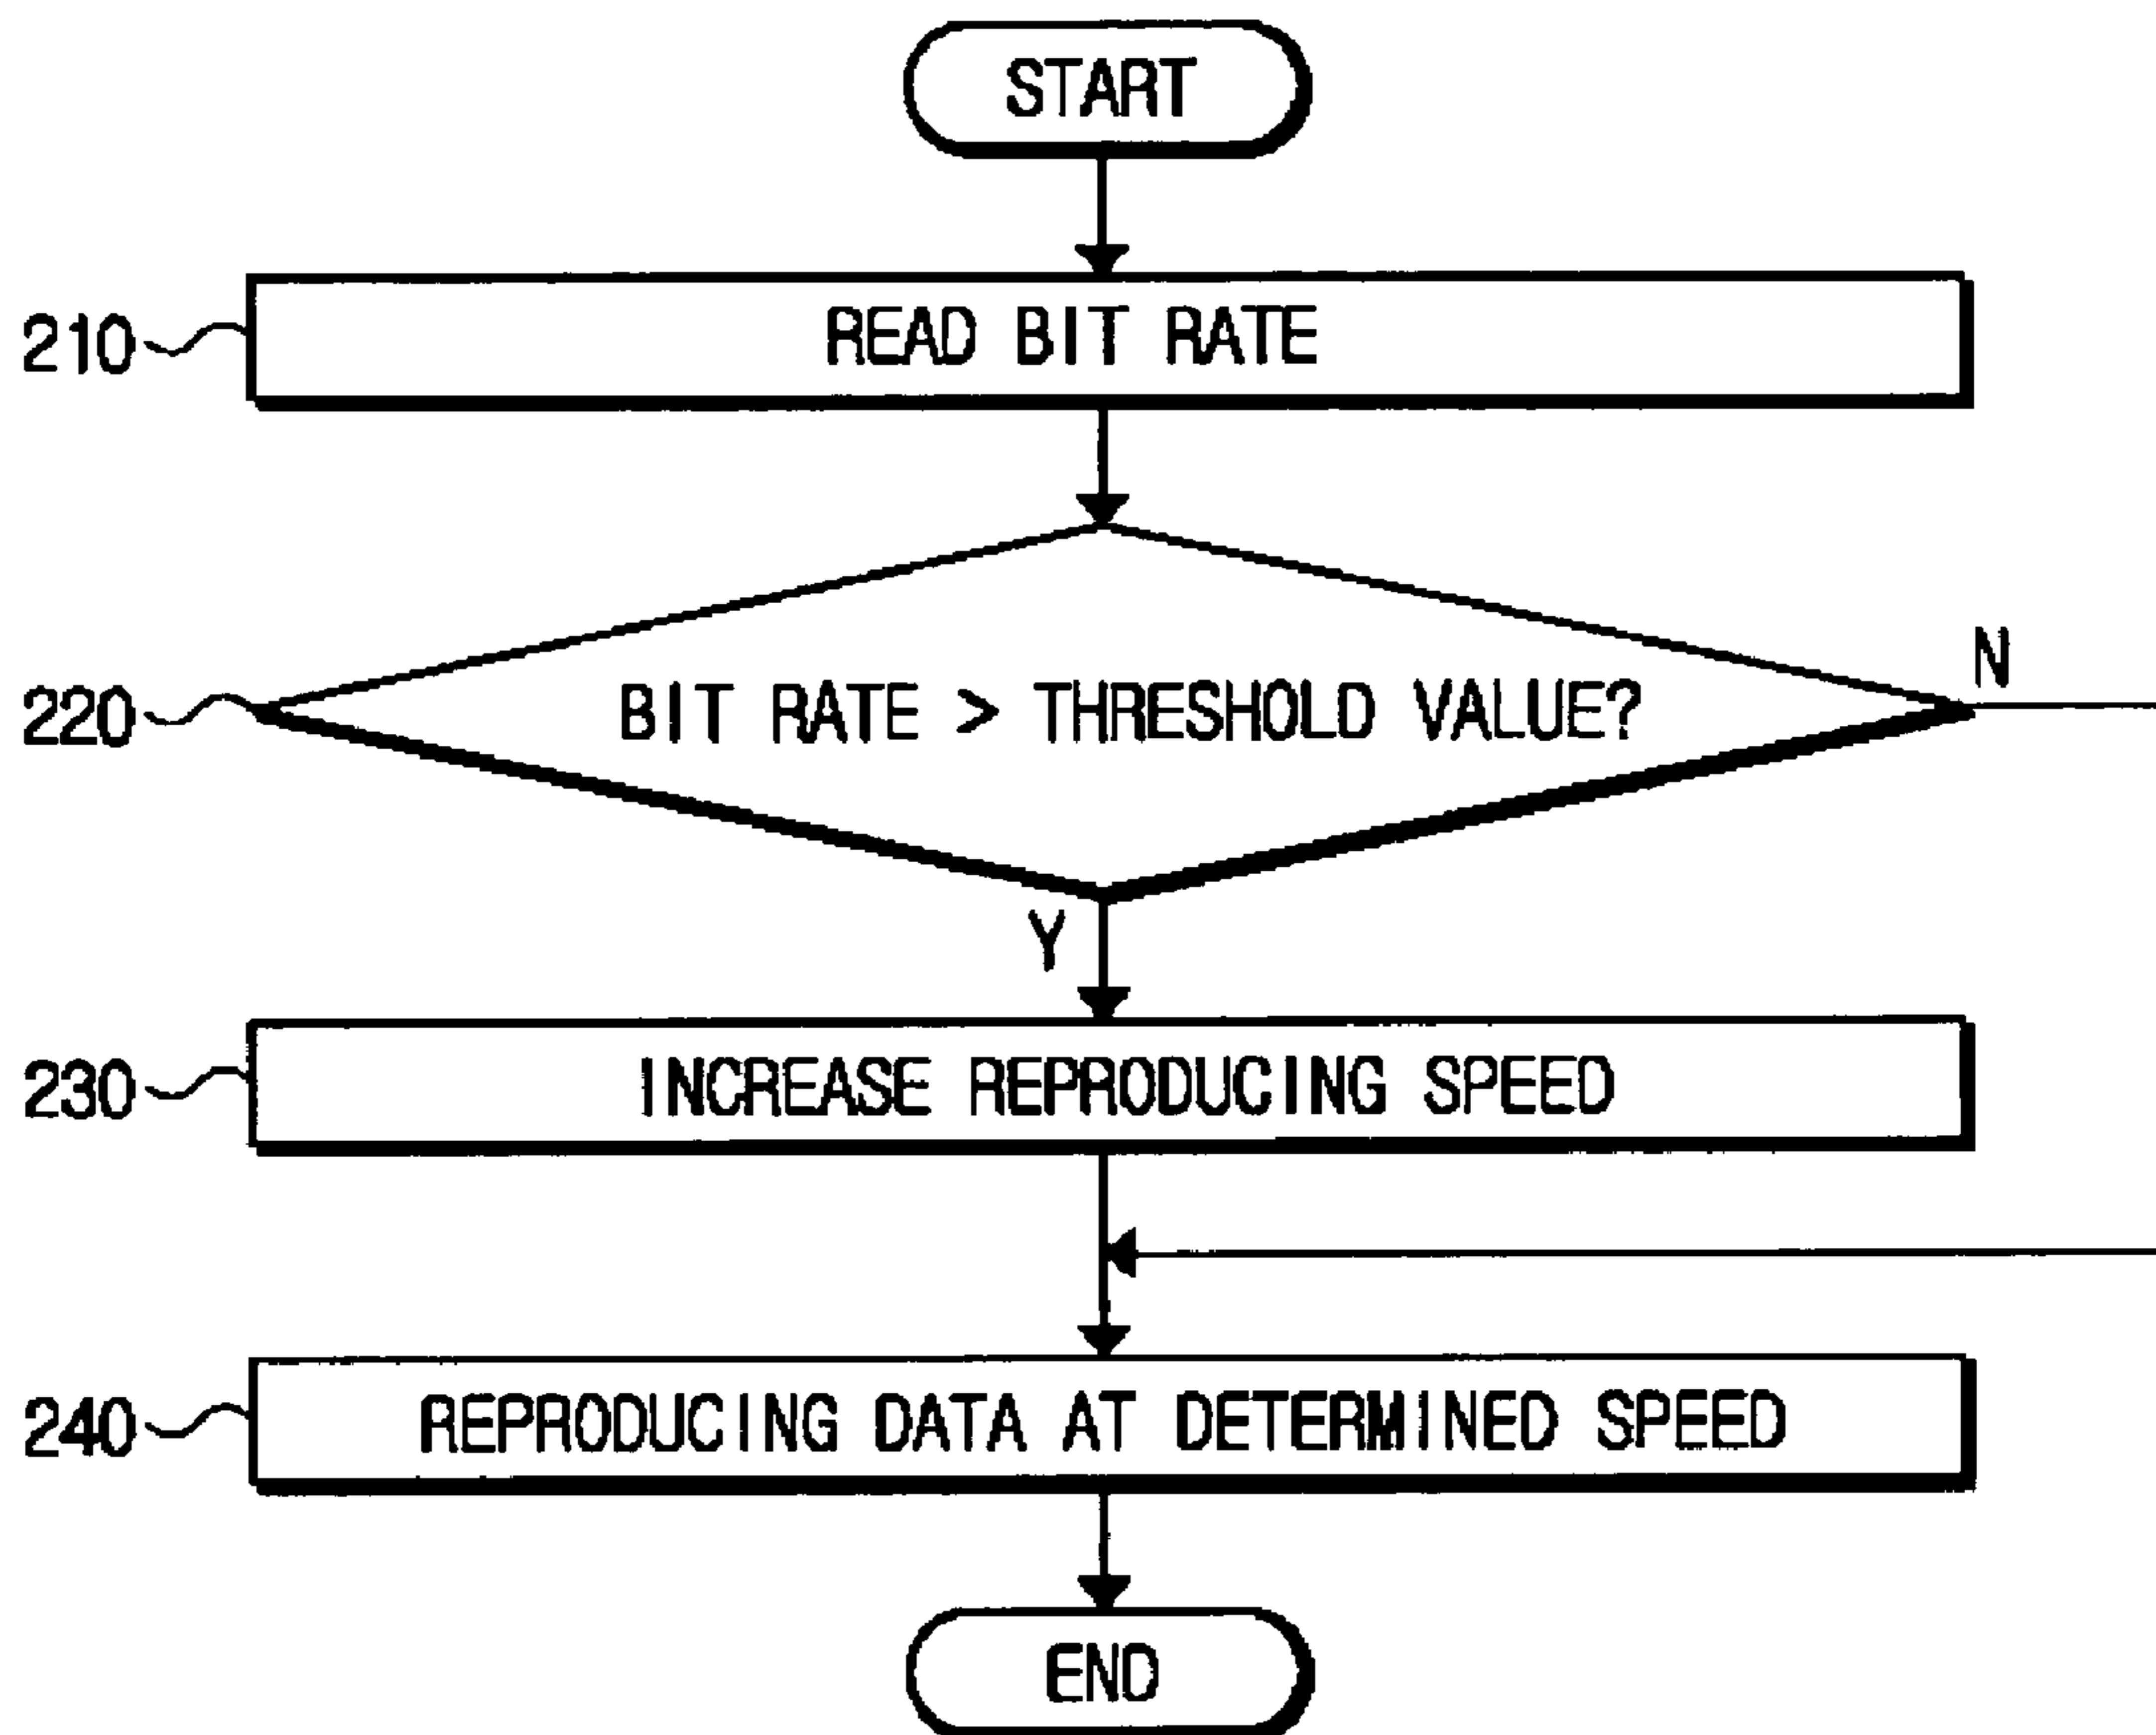 START
210 READ BIT RATE
220 BIT RATE > THRESHOLD VALUE? N
Y
230 INCREASE REPRODUCING SPEED
240 REPRODUCING DATA AT DETERMINED SPEED
END